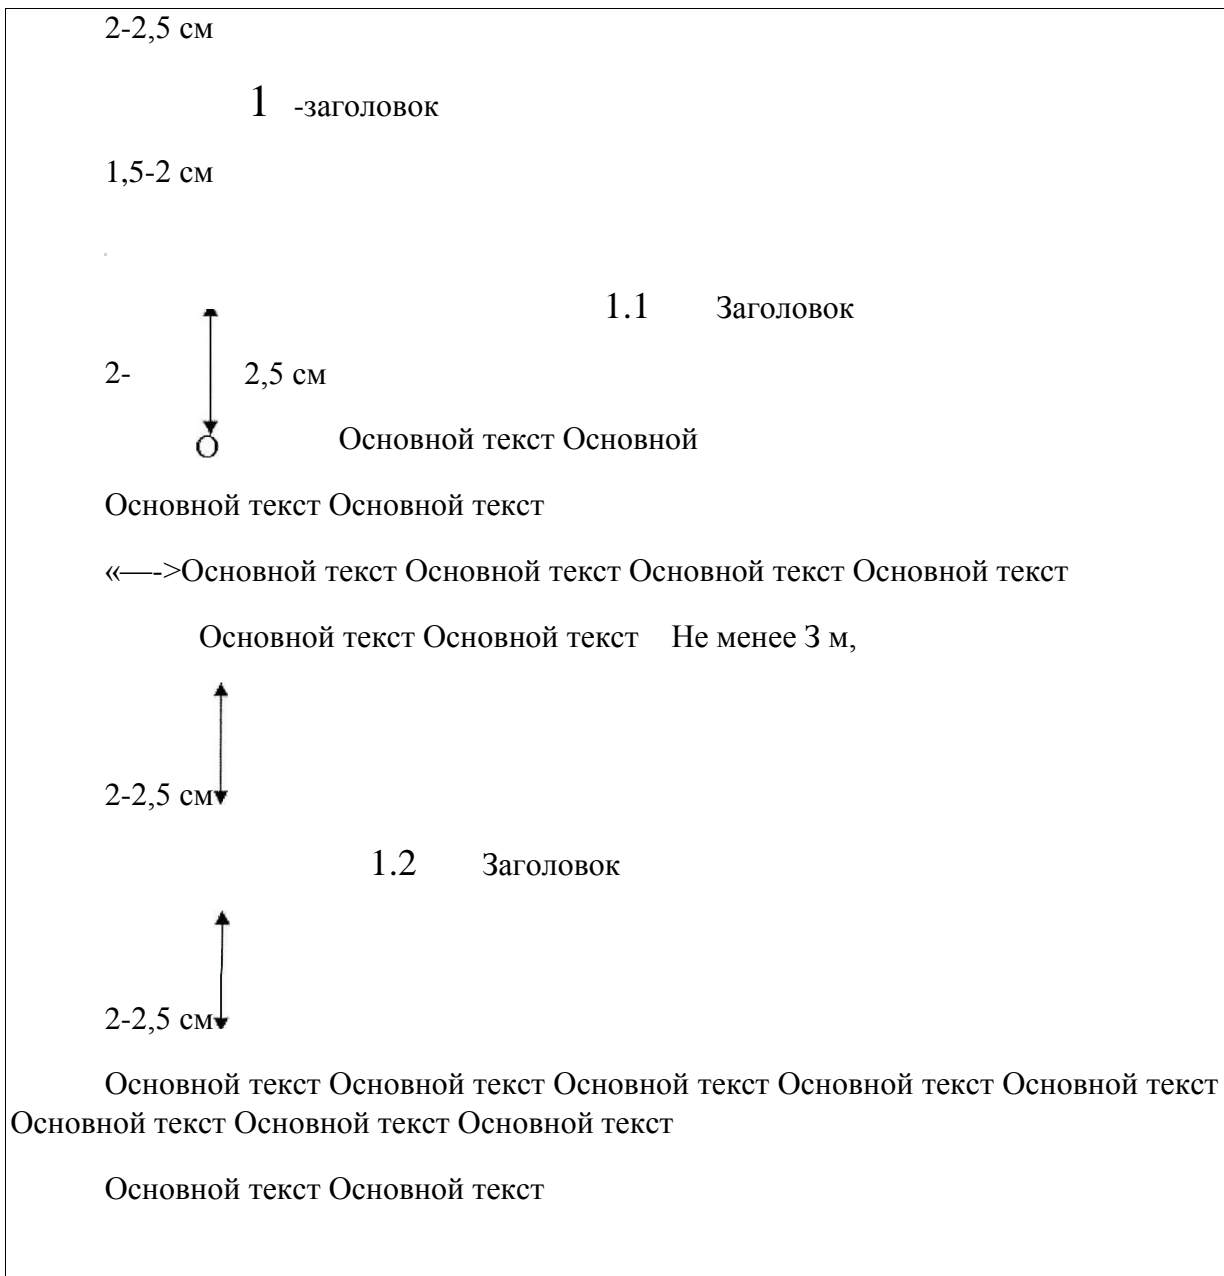 2-2,5 см
1 -заголовок
1,5-2 см
1.1 Заголовок
2- 2,5 см
О Основной текст Основной
Основной текст Основной текст
«—->Основной текст Основной текст Основной текст Основной текст
Основной текст Основной текст Не менее 3 м,
2-2,5 см
1.2 Заголовок
2-2,5 см
Основной текст Основной текст Основной текст Основной текст Основной текст
Основной текст Основной текст Основной текст
Основной текст Основной текст